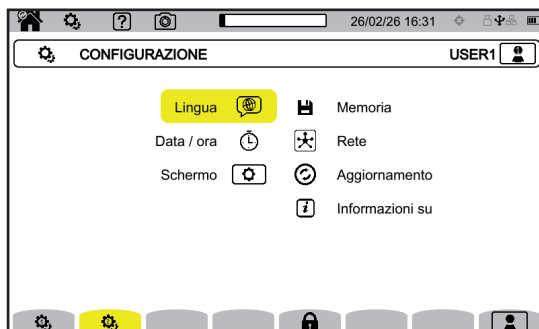 26/02/26 16:31
CONFIGURAZIONE USER1
Lingua
Data / ora
Schermo
Memoria
Rete
Aggiornamento
Informazioni su